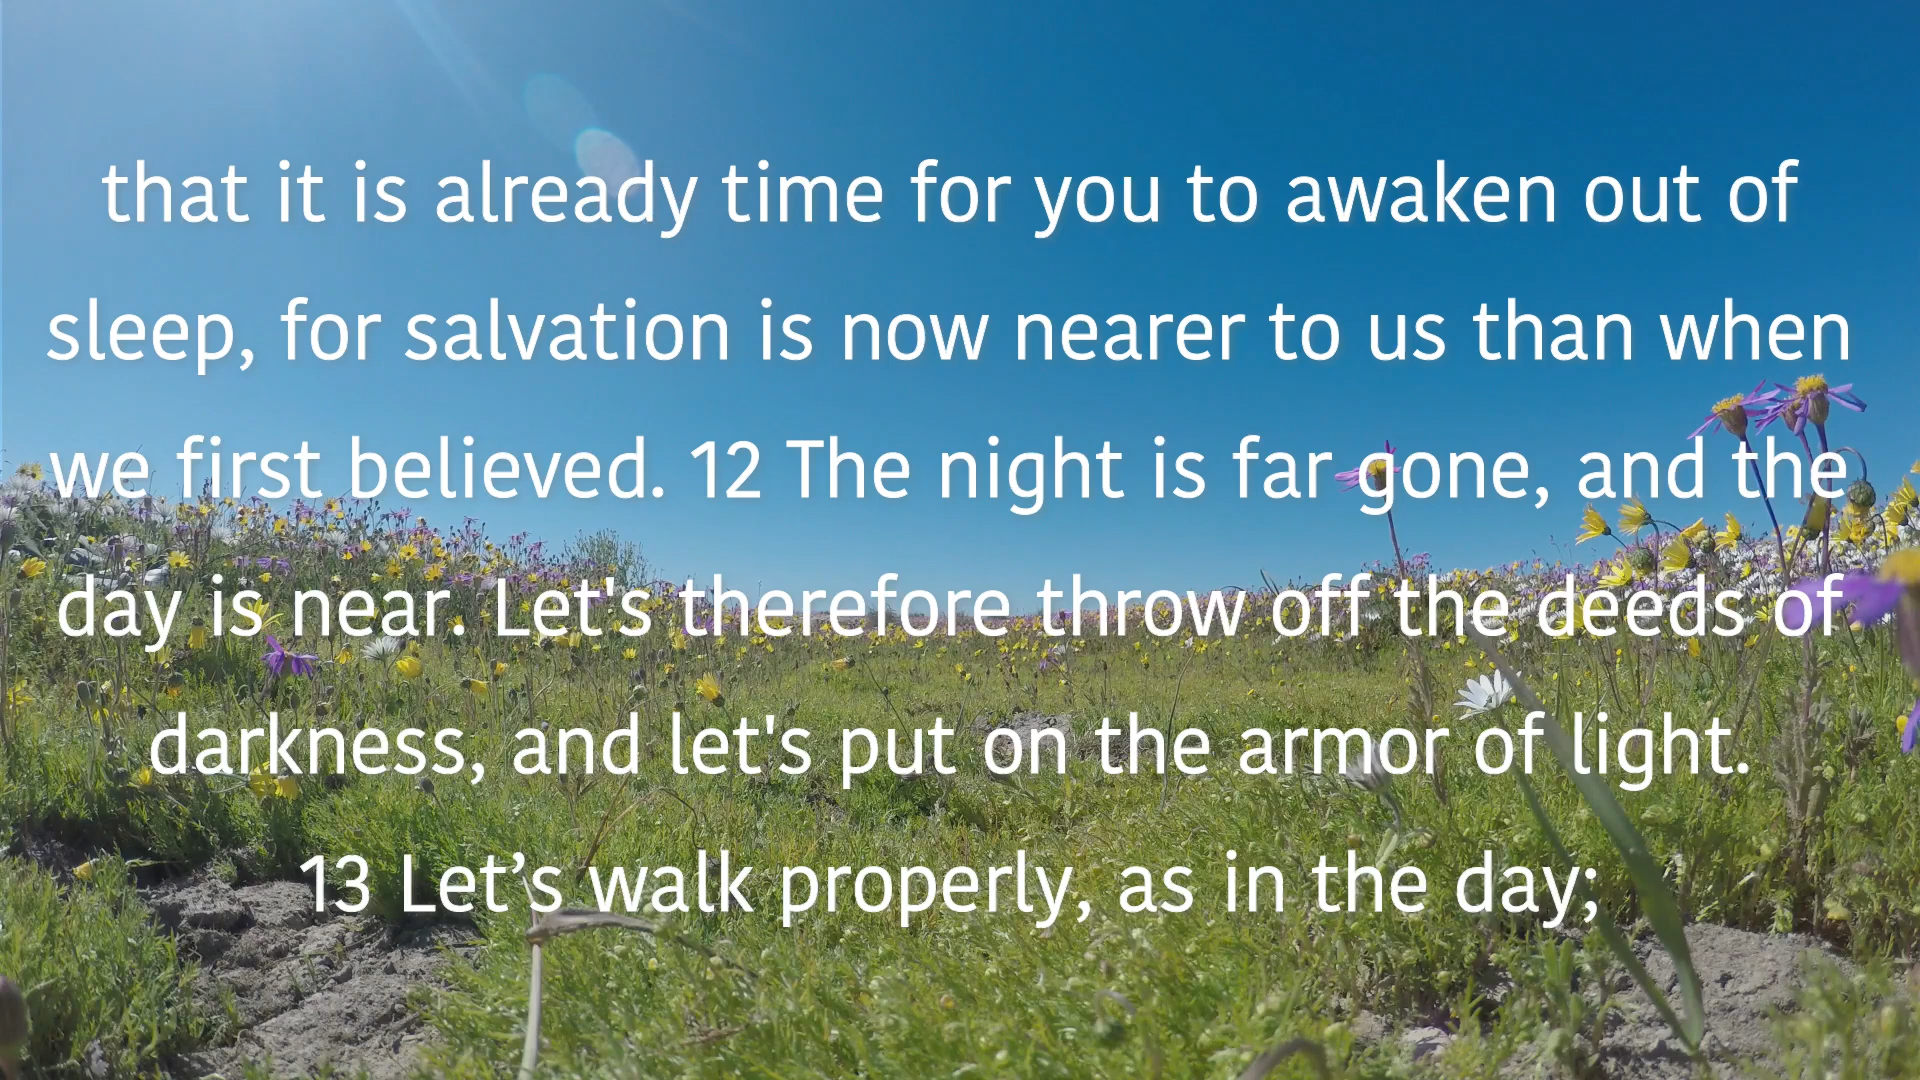 that it is already time for you to awaken out of
sleep, for salvation is now nearer to us than when
we first believed. 12 The night is far gone, and the
day is near. Let's therefore throw off the deeds of
darkness, and let's put on the armor of light.
13 Let’s walk properly, as in the day;